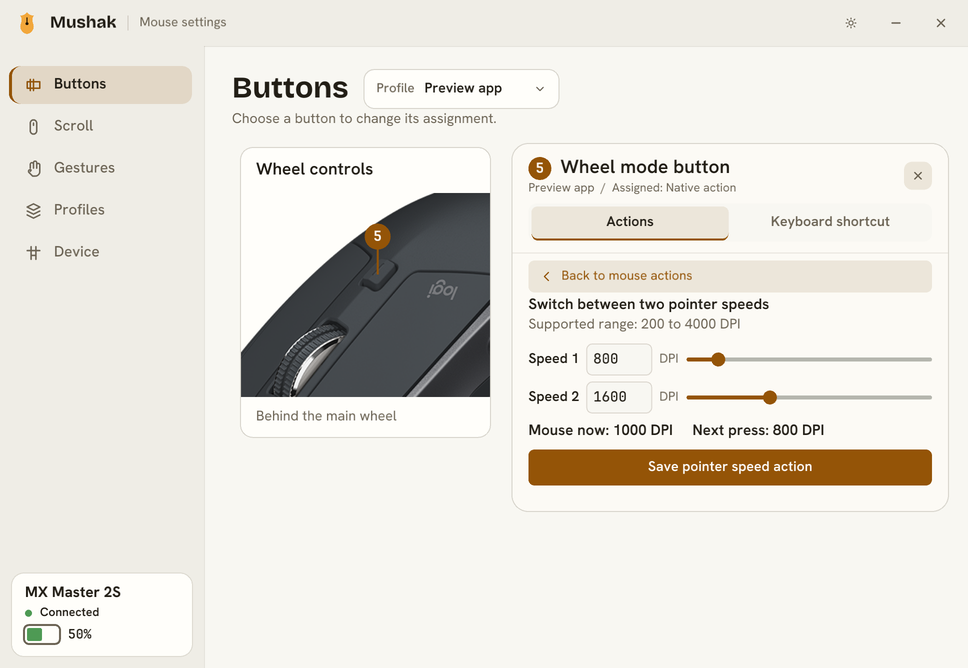 Mushak | Mouse settings
Buttons
Scroll
Gestures
Profiles
Device
MX Master 2S
Connected
50%
Buttons
Profile Preview app
Choose a button to change its assignment.
Wheel controls
5
logi
Behind the main wheel
5 Wheel mode button
Preview app / Assigned: Native action
Actions Keyboard shortcut
Back to mouse actions
Switch between two pointer speeds
Supported range: 200 to 4000 DPI
Speed 1 800 DPI
Speed 2 1600 DPI
Mouse now: 1000 DPI Next press: 800 DPI
Save pointer speed action